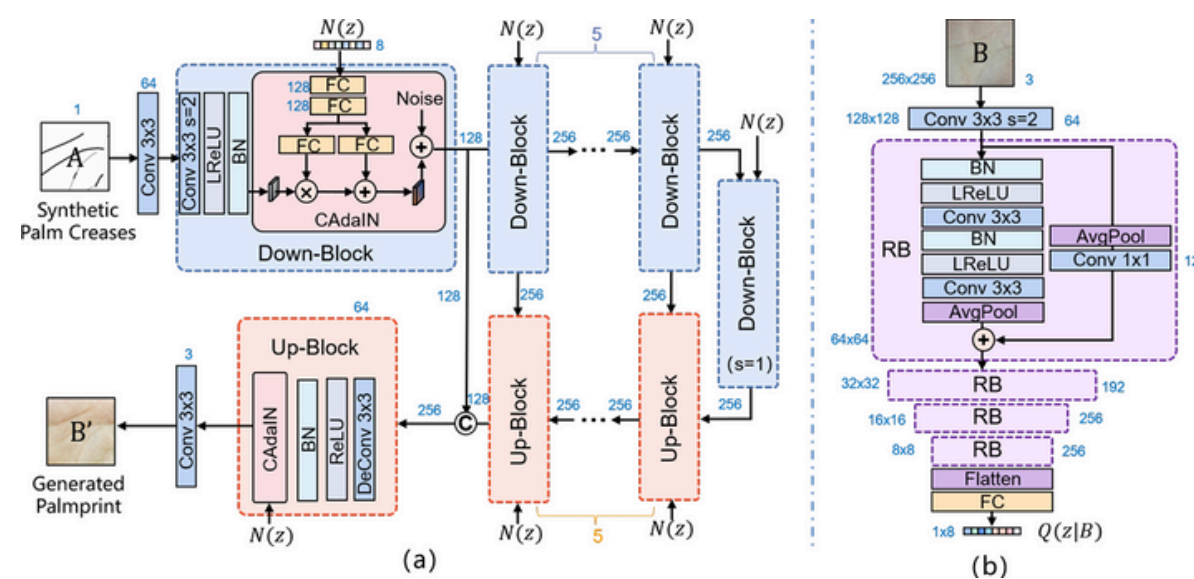 N(z)
8
64
1
A
Synthetic
Palm Creases
Conv 3x3
Conv 3x3 s=2
LReLU
BN
128
FC
128
FC
FC
FC
Noise
CAdaIN
Down-Block
128
N(z)
5
N(z)
Down-Block
256
256
Down-Block
256
N(z)
Down-Block
(s=1)
128
256
256
64
Up-Block
CAdaIN
BN
ReLU
DeConv 3x3
N(z)
3
Conv 3x3
B'
Generated
Palmprint
256
C
128
Up-Block
256
256
Up-Block
256
N(z)
5
N(z)
(a)
B
256x256
3
128x128
Conv 3x3 s=2
64
RB
BN
LReLU
Conv 3x3
BN
LReLU
Conv 3x3
AvgPool
AvgPool
Conv 1x1
64x64
32x32
RB
192
16x16
RB
256
8x8
RB
256
Flatten
FC
1x8
Q(z|B)
(b)